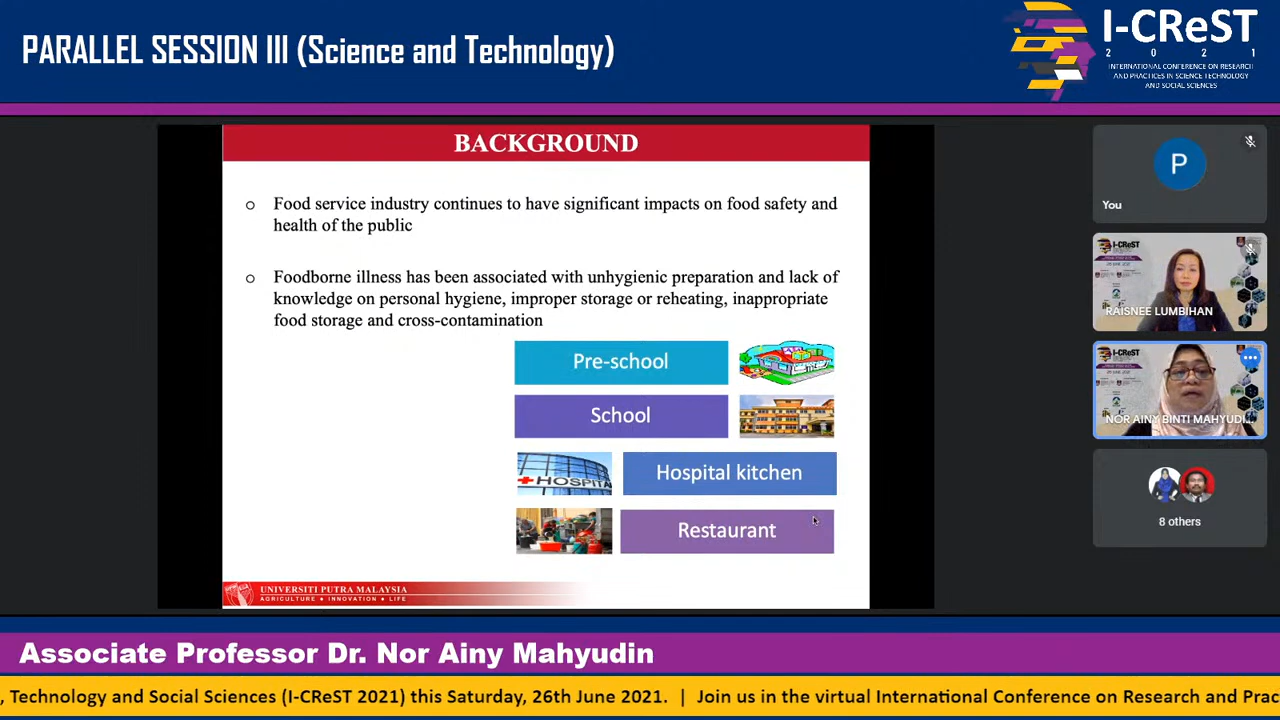 PARALLEL SESSION III (Science and Technology)
I-CReST
2 0 2 1
INTERNATIONAL CONFERENCE ON RESEARCH
AND PRACTICES IN SCIENCE TECHNOLOGY
AND SOCIAL SCIENCES
BACKGROUND
o Food service industry continues to have significant impacts on food safety and
health of the public
o Foodborne illness has been associated with unhygienic preparation and lack of
knowledge on personal hygiene, improper storage or reheating, inappropriate
food storage and cross-contamination
Pre-school
School
HOSPITA
Hospital kitchen
Restaurant
UNIVERSITI PUTRA MALAYSIA
AGRICULTURE • INNOVATION • LIFE
P
You
I-CReST
RAISNEE LUMBIHAN
I-CReST
NOR AINY BINTI MAHYUDI...
8 others
Associate Professor Dr. Nor Ainy Mahyudin
, Technology and Social Sciences (I-CReST 2021) this Saturday, 26th June 2021. | Join us in the virtual International Conference on Research and Prac